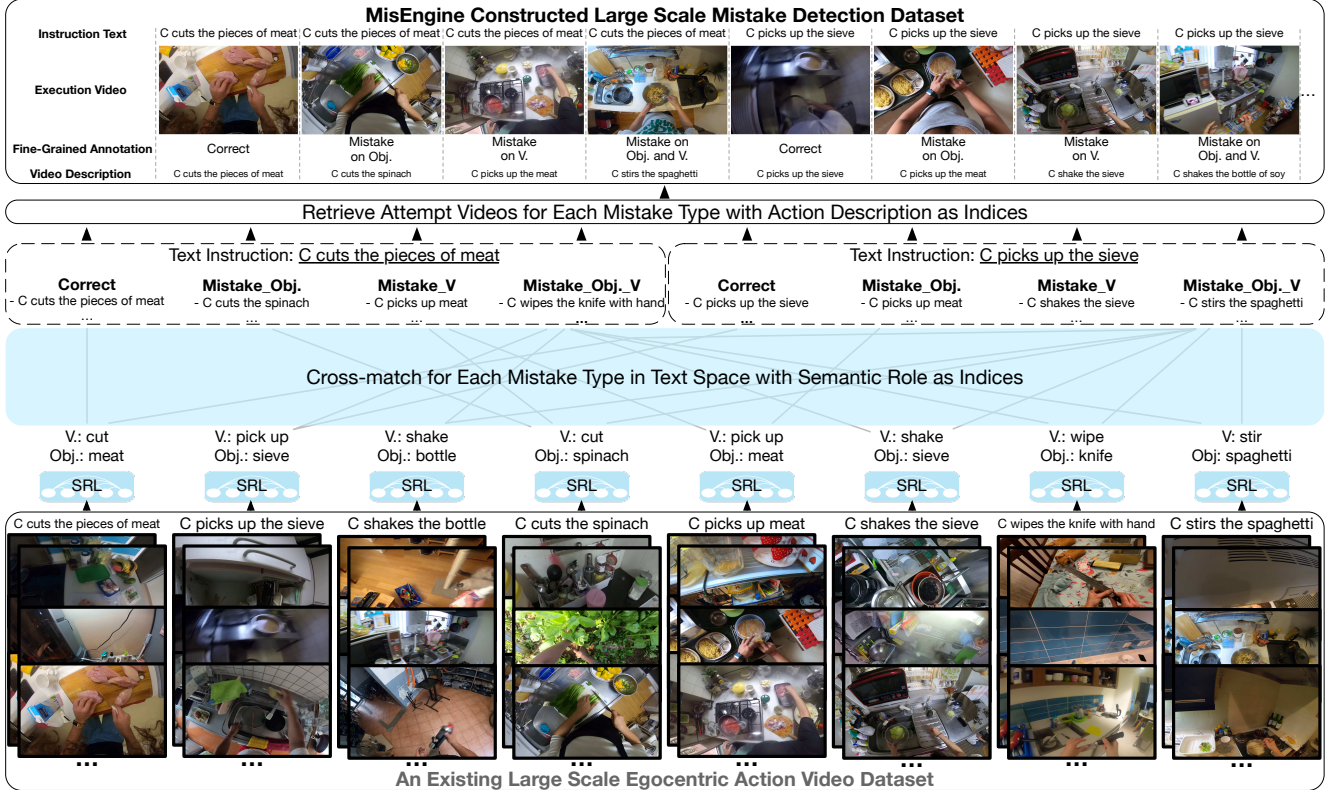 MisEngine Constructed Large Scale Mistake Detection Dataset
Instruction Text
C cuts the pieces of meat
C cuts the pieces of meat
C cuts the pieces of meat
C cuts the pieces of meat
C picks up the sieve
C picks up the sieve
C picks up the sieve
C picks up the sieve
Execution Video
...
Fine-Grained Annotation
Correct
Mistake
on Obj.
Mistake
on V.
Mistake on
Obj. and V.
Correct
Mistake
on Obj.
Mistake
on V.
Mistake on
Obj. and V.
Video Description
C cuts the pieces of meat
C cuts the spinach
C picks up the meat
C stirs the spaghetti
C picks up the sieve
C picks up the meat
C shake the sieve
C shakes the bottle of soy
Retrieve Attempt Videos for Each Mistake Type with Action Description as Indices
Text Instruction: C cuts the pieces of meat
Correct
- C cuts the pieces of meat
...
Mistake_Obj.
- C cuts the spinach
...
Mistake_V
- C picks up meat
...
Mistake_Obj._V
- C wipes the knife with hand
...
Text Instruction: C picks up the sieve
Correct
- C picks up the sieve
...
Mistake_Obj.
- C picks up meat
...
Mistake_V
- C shakes the sieve
...
Mistake_Obj._V
- C stirs the spaghetti
...
Cross-match for Each Mistake Type in Text Space with Semantic Role as Indices
V.: cut
Obj.: meat
V.: pick up
Obj.: sieve
V.: shake
Obj.: bottle
V.: cut
Obj.: spinach
V.: pick up
Obj.: meat
V.: shake
Obj.: sieve
V.: wipe
Obj.: knife
V: stir
Obj: spaghetti
SRL
SRL
SRL
SRL
SRL
SRL
SRL
SRL
C cuts the pieces of meat
C picks up the sieve
C shakes the bottle
C cuts the spinach
C picks up meat
C shakes the sieve
C wipes the knife with hand
C stirs the spaghetti
...
...
...
...
...
...
...
...
An Existing Large Scale Egocentric Action Video Dataset